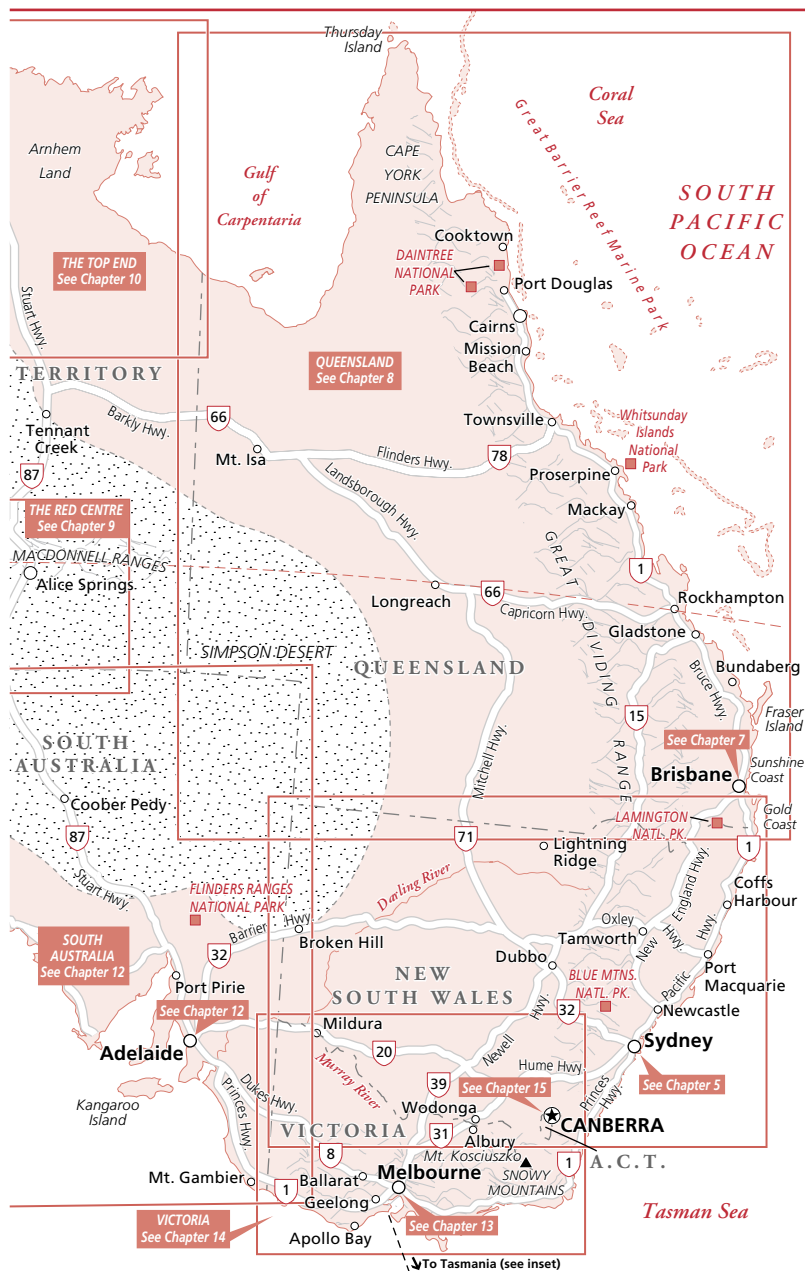 Thursday
Island
Coral
Sea
Great Barrier Reef Marine Park
Arnhem
Land
Gulf
of
Carpentaria
CAPE
YORK
PENINSULA
SOUTH
PACIFIC
OCEAN
Cooktown
THE TOP END
See Chapter 10
DAINTREE
NATIONAL
PARK
Port Douglas
Stuart Hwy.
Cairns
Mission
Beach
QUEENSLAND
See Chapter 8
TERRITORY
Barkly Hwy.
66
Townsville
Whitsunday
Islands
National
Park
Tennant
Creek
Mt. Isa
Flinders Hwy.
78
87
Proserpine
Landsborough Hwy.
Mackay
THE RED CENTRE
See Chapter 9
MACDONNELL RANGES
GREAT DIVIDING RANGE
1
Alice Springs
Longreach
66
Capricorn Hwy.
Rockhampton
Gladstone
SIMPSON DESERT
QUEENSLAND
Bruce Hwy.
Bundaberg
Fraser
Island
15
SOUTH
AUSTRALIA
Mitchell Hwy.
See Chapter 7
Sunshine
Coast
Brisbane
Coober Pedy
Gold
Coast
LAMINGTON
NATL. PK.
87
71
Lightning
Ridge
1
Stuart Hwy.
Darling River
New England Hwy.
Coffs
Harbour
FLINDERS RANGES
NATIONAL PARK
Barrier Hwy.
Broken Hill
Oxley Hwy.
Tamworth
32
SOUTH
AUSTRALIA
See Chapter 12
Dubbo
Pacific Hwy.
Port
Macquarie
Port Pirie
NEW
SOUTH WALES
BLUE MTNS.
NATL. PK.
32
Newcastle
See Chapter 12
Mildura
Adelaide
Sydney
20
Newell Hwy.
Murray River
Hume Hwy.
39
See Chapter 15
Princes Hwy.
See Chapter 5
Kangaroo
Island
Princes Hwy.
Dukes Hwy.
Wodonga
CANBERRA
VICTORIA
31
Albury
8
Mt. Kosciuszko
A.C.T.
1
Mt. Gambier
Ballarat
Melbourne
SNOWY
MOUNTAINS
1
Geelong
Tasman Sea
VICTORIA
See Chapter 14
See Chapter 13
Apollo Bay
To Tasmania (see inset)